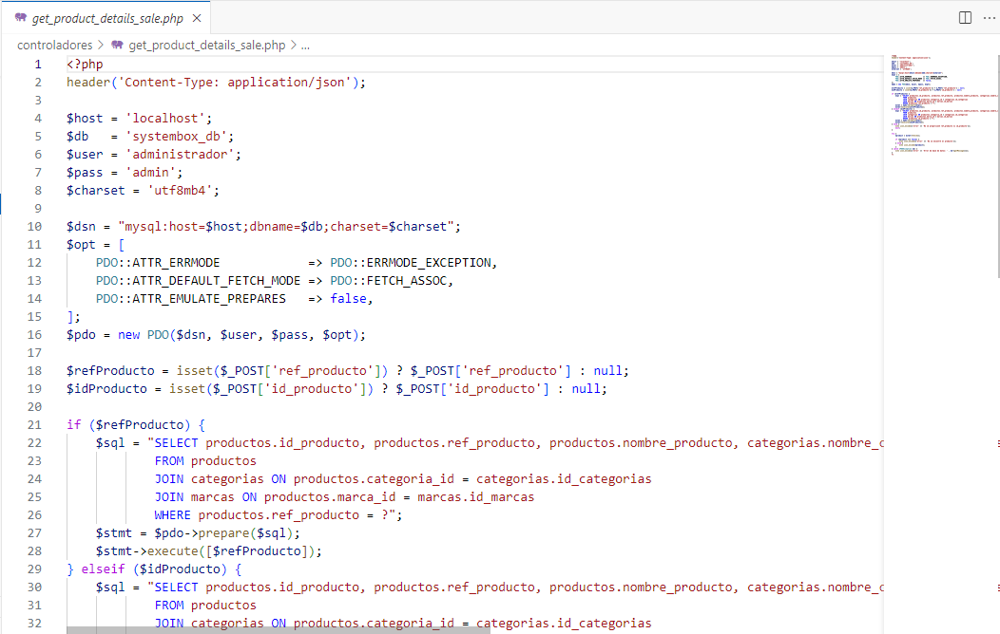 get_product_details_sale.php
controladores > get_product_details_sale.php > ...
1 <?php
2 header('Content-Type: application/json');
3
4 $host = 'localhost';
5 $db   = 'systembox_db';
6 $user = 'administrador';
7 $pass = 'admin';
8 $charset = 'utf8mb4';
9
10 $dsn = "mysql:host=$host;dbname=$db;charset=$charset";
11 $opt = [
12     PDO::ATTR_ERRMODE            => PDO::ERRMODE_EXCEPTION,
13     PDO::ATTR_DEFAULT_FETCH_MODE => PDO::FETCH_ASSOC,
14     PDO::ATTR_EMULATE_PREPARES   => false,
15 ];
16 $pdo = new PDO($dsn, $user, $pass, $opt);
17
18 $refProducto = isset($_POST['ref_producto']) ? $_POST['ref_producto'] : null;
19 $idProducto = isset($_POST['id_producto']) ? $_POST['id_producto'] : null;
20
21 if ($refProducto) {
22     $sql = "SELECT productos.id_producto, productos.ref_producto, productos.nombre_producto, categorias.nombre_c
23             FROM productos
24             JOIN categorias ON productos.categoria_id = categorias.id_categorias
25             JOIN marcas ON productos.marca_id = marcas.id_marcas
26             WHERE productos.ref_producto = ?";
27     $stmt = $pdo->prepare($sql);
28     $stmt->execute([$refProducto]);
29 } elseif ($idProducto) {
30     $sql = "SELECT productos.id_producto, productos.ref_producto, productos.nombre_producto, categorias.nombre_c
31             FROM productos
32             JOIN categorias ON productos.categoria_id = categorias.id_categorias